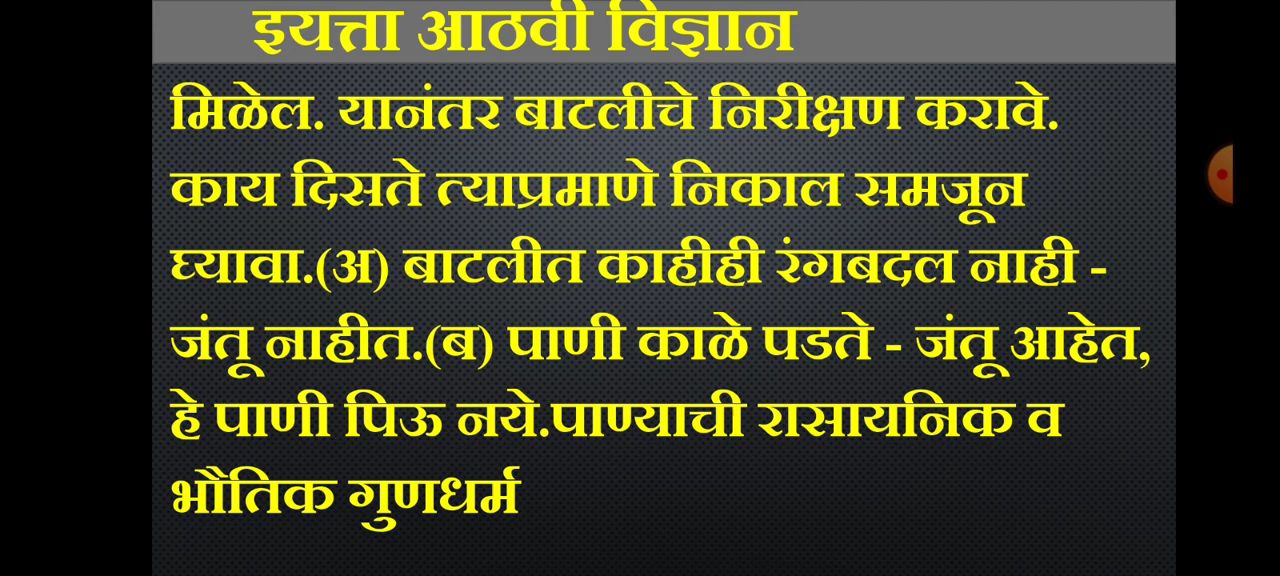 इयत्ता आठवी विज्ञान
मिळेल. यानंतर बाटलीचे निरीक्षण करावे.
काय दिसते त्याप्रमाणे निकाल समजून
घ्यावा.(अ) बाटलीत काहीही रंगबदल नाही -
जंतू नाहीत.(ब) पाणी काळे पडते - जंतू आहेत,
हे पाणी पिऊ नये.पाण्याची रासायनिक व
भौतिक गुणधर्म